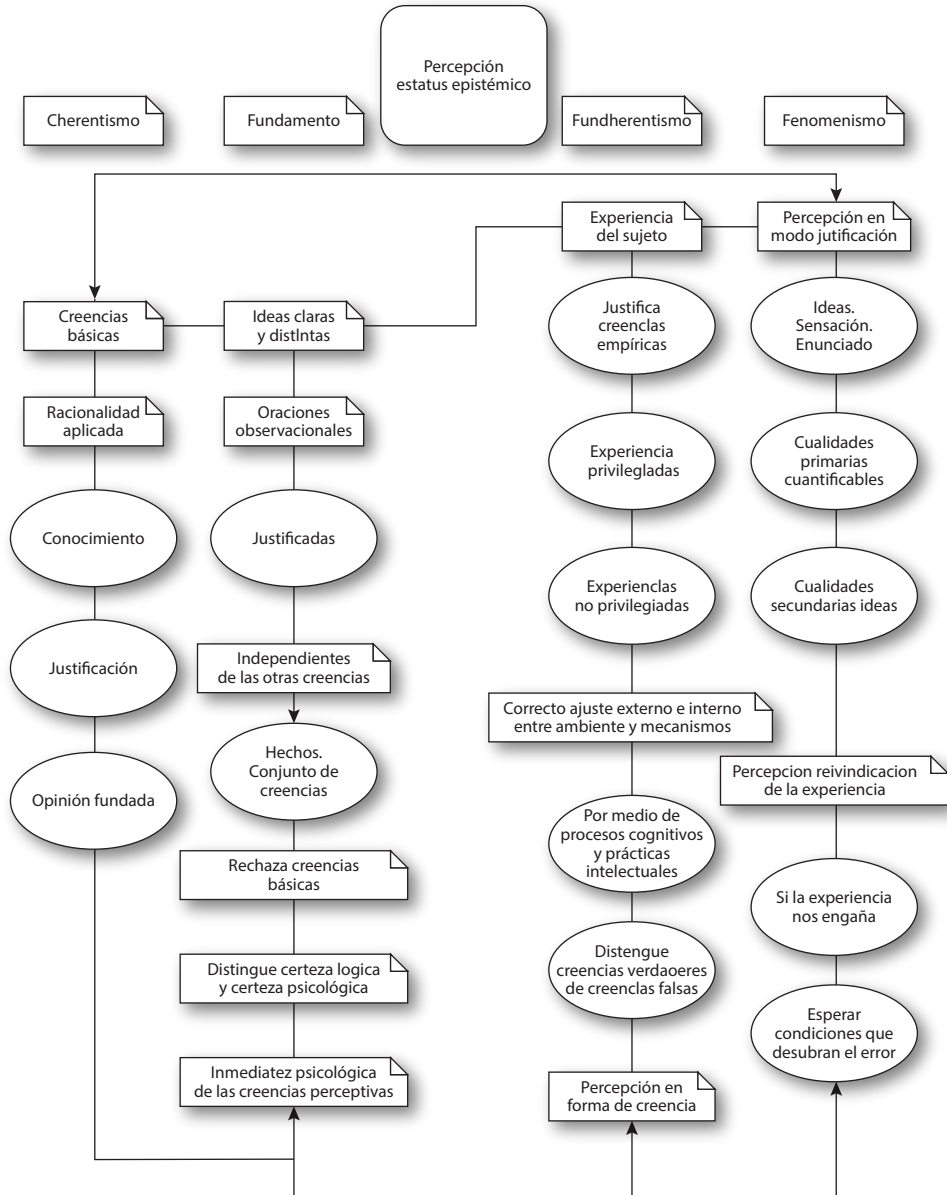 Percepción
estatus epistémico
Cherentismo
Fundamento
Fundherentismo
Fenomenismo
Experiencia
del sujeto
Percepción en
modo jutificación
Creencias
básicas
Ideas claras
y distIntas
Justifica
creenclas
empíricas
Ideas.
Sensación.
Enunciado
Racionalidad
aplicada
Oraciones
observacionales
Experiencia
privilegladas
Cualidades
primarias
cuantificables
Conocimiento
Justificadas
Experienclas
no privilegiadas
Cualidades
secundarias ideas
Justificación
Independientes
de las otras creencias
Correcto ajuste externo e interno
entre ambiente y mecanismos
Opinión fundada
Hechos.
Conjunto de
creencias
Percepcion reivindicacion
de la experiencia
Rechaza creencias
básicas
Por medio de
procesos cognitivos
y prácticas
intelectuales
Si la experiencia
nos engaña
Distingue certeza logica
y certeza psicológica
Distengue
creencias verdaoeres
de creenclas falsas
Esperar
condiciones que
desubran el error
Inmediatez psicológica
de las creencias perceptivas
Percepción en
forma de creencia